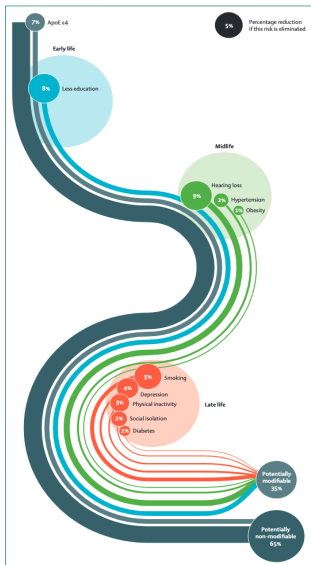 7%
ApoE ε4
5%
Percentage reduction
if this risk is eliminated
Early life
8%
Less education
Midlife
Hearing loss
9%
2%
Hypertension
Obesity
5%
Smoking
4%
Depression
3%
Physical inactivity
2%
Social isolation
1%
Diabetes
Late life
Potentially
modifiable
35%
Potentially
non-modifiable
65%